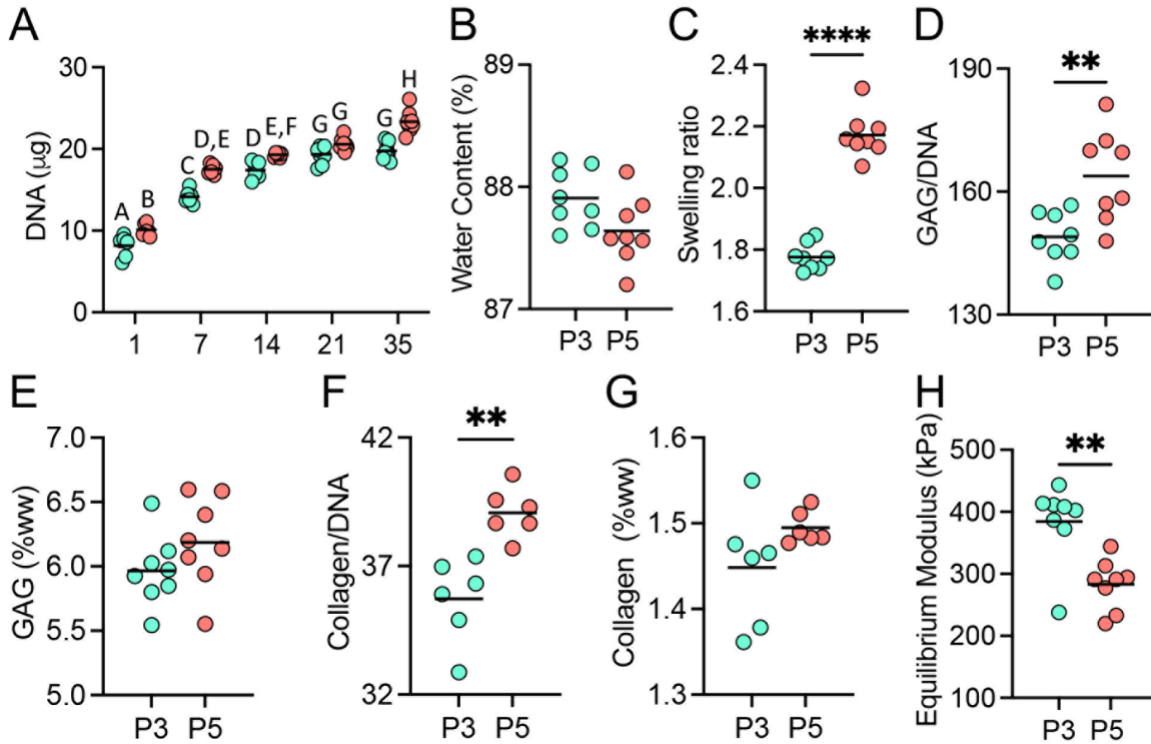 A
DNA (µg)
30
20
10
0
A
B
C
D,E
D
E,F
G
G
G
H
1
7
14
21
35
B
Water Content (%)
89
88
87
P3
P5
C
****
Swelling ratio
2.4
2.2
2.0
1.8
1.6
P3
P5
D
**
GAG/DNA
190
160
130
P3
P5
E
GAG (%ww)
7.0
6.5
6.0
5.5
5.0
P3
P5
F
**
Collagen/DNA
42
37
32
P3
P5
G
Collagen (%ww)
1.6
1.5
1.4
1.3
P3
P5
H
**
Equilibrium Modulus (kPa)
500
400
300
200
100
P3
P5